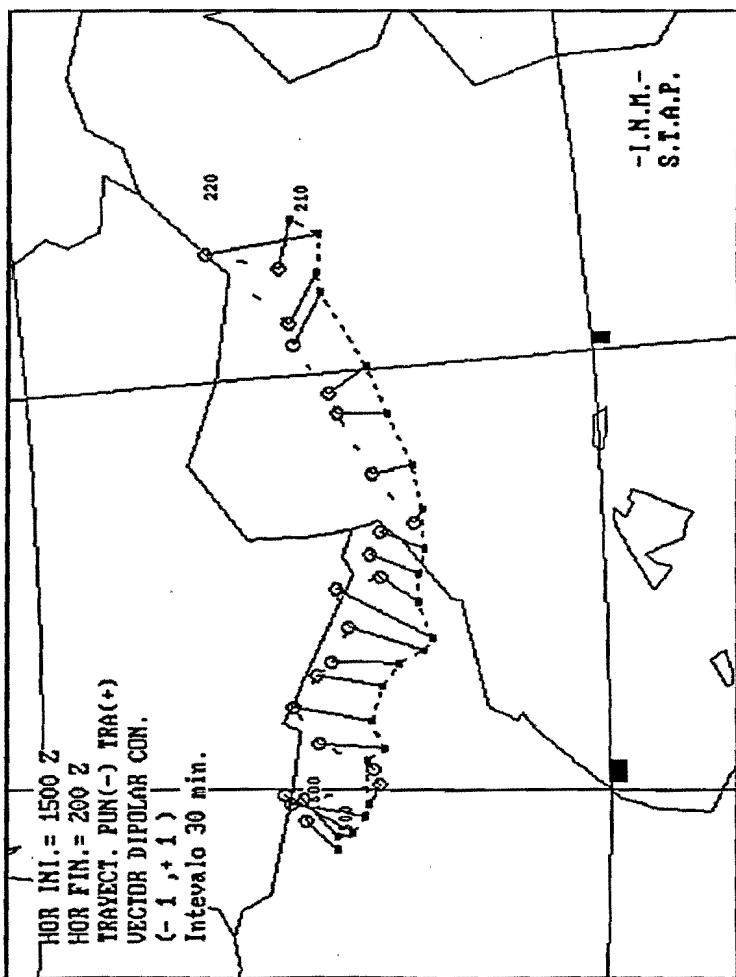 HOR INI.= 1500 Z
HOR FIN.= 200 Z
TRAYECT. PUN(-) TRA(+)
VECTOR DIPOLAR CON.
(- 1 ,+ 1 )
Intevalo 30 min.
220
210
-I.N.M.-
S.T.A.P.